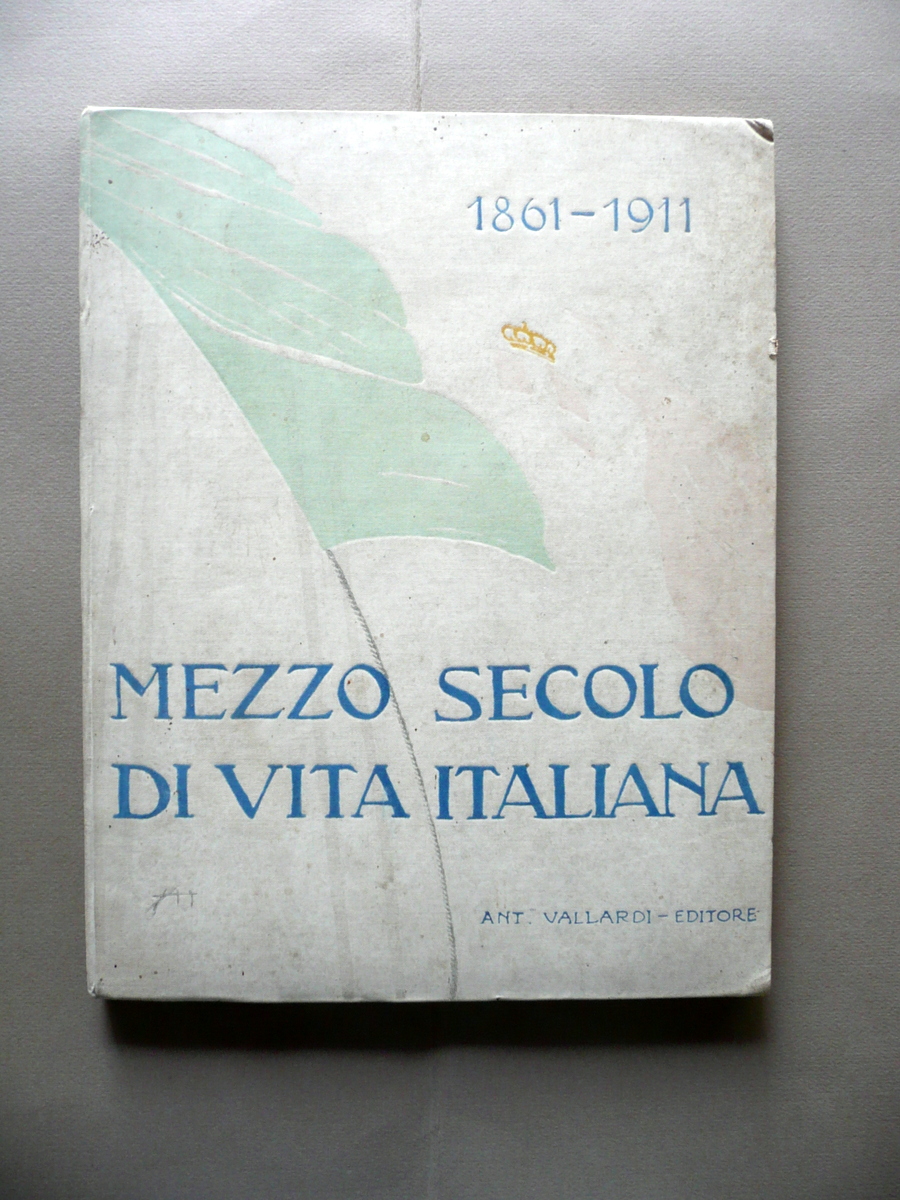 1861-1911
MEZZO SECOLO
DI VITA ITALIANA
ANT. VALLARDI-EDITORE